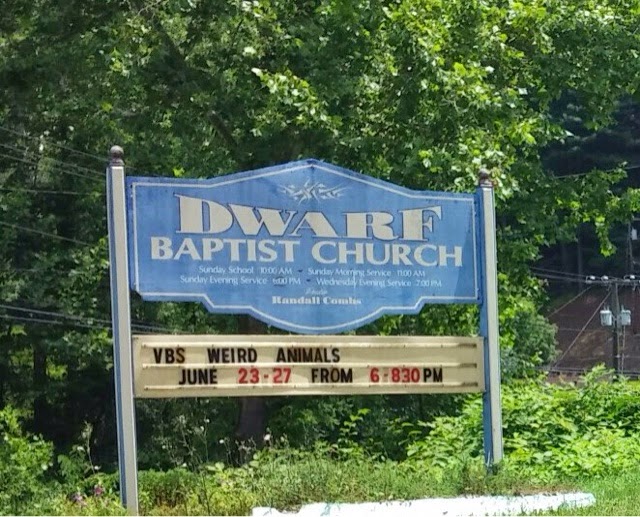 DWARF
BAPTIST CHURCH
Sunday School 10:00 AM - Sunday Morning Service 11:00 AM
Sunday Evening Service 6:00 PM - Wednesday Evening Service 7:00 PM
Randall Combs
VBS WEIRD ANIMALS
JUNE 23-27 FROM 6-830 PM